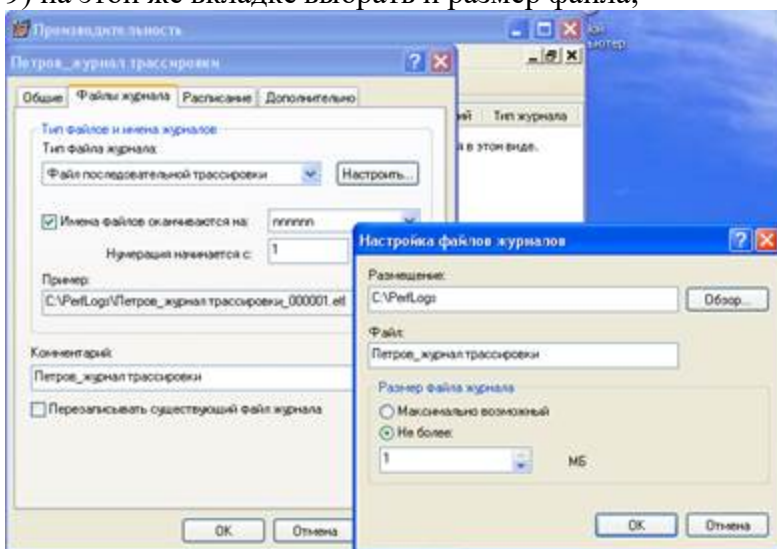 9) на этой же вкладке выбрать и размер файла;
Производительность
Петров_журнал трассировки
Общие Файлы журнала Расписание Дополнительно
Тип журнала
в этом виде.
Тип файлов и имена журналов
Тип файла журнала:
Файл последовательной трассировки Настроить...
Имена файлов оканчиваются на: nnnnnn
Нумерация начинается с: 1
Пример:
C:\PerfLogs\Петров_журнал трассировки_000001.etl
Комментарий:
Петров_журнал трассировки
Перезаписывать существующий файл журнала
OK Отмена
Настройка файлов журналов
Размещение:
C:\PerfLogs Обзор...
Файл:
Петров_журнал трассировки
Размер файла журнала
Максимально возможный
Не более:
1 МБ
OK Отмена